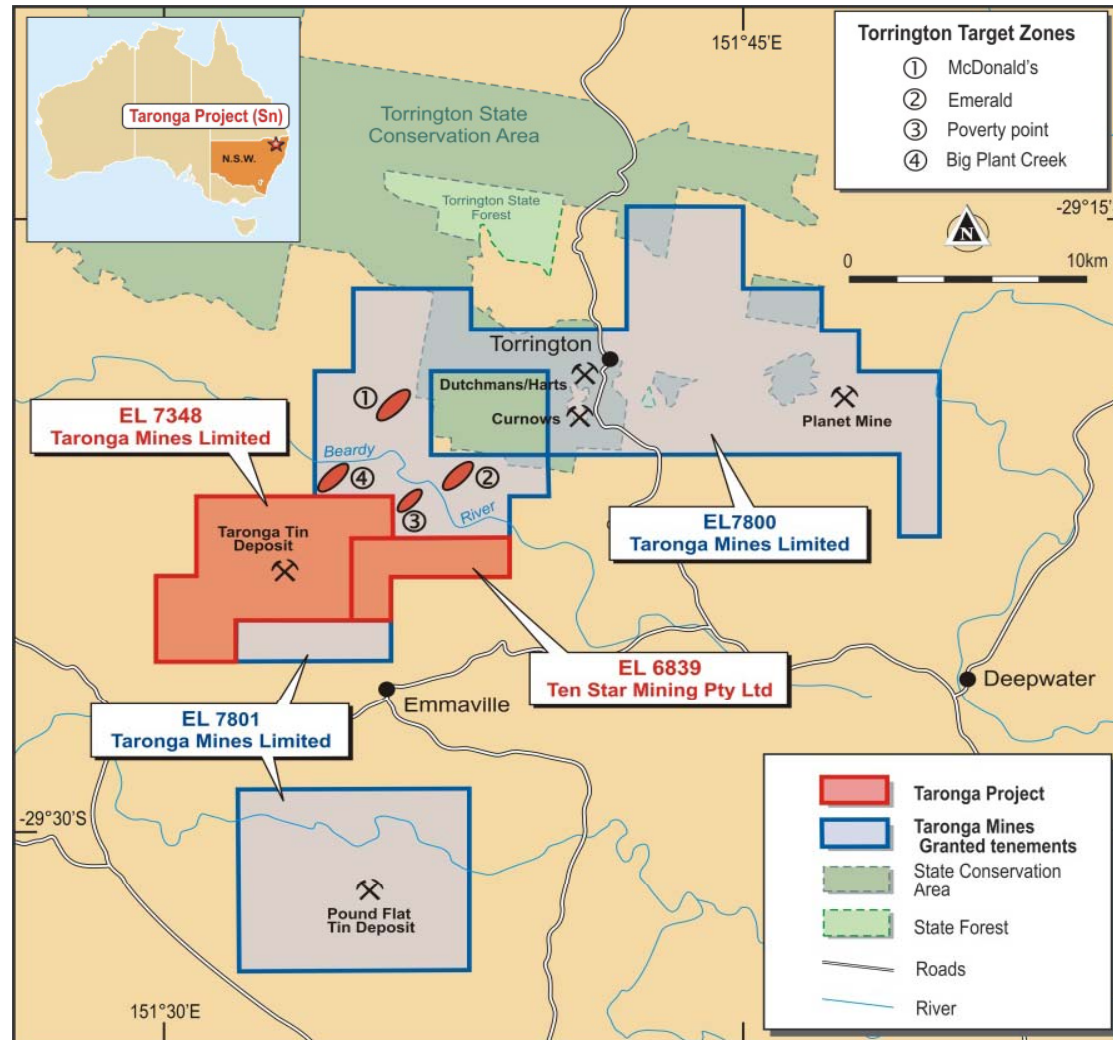 151°45'E
Torrington Target Zones
① McDonald's
② Emerald
③ Poverty point
④ Big Plant Creek
Taronga Project (Sn)
N.S.W.
Torrington State
Conservation Area
Torrington State
Forest
-29°15'
N
0 10km
Torrington
Dutchmans/Harts
Curnows
Planet Mine
①
EL 7348
Taronga Mines Limited
Beardy
River
④
②
③
EL7800
Taronga Mines Limited
Taronga Tin
Deposit
EL 6839
Ten Star Mining Pty Ltd
Deepwater
Emmaville
EL 7801
Taronga Mines Limited
-29°30'S
Pound Flat
Tin Deposit
151°30'E
Taronga Project
Taronga Mines
Granted tenements
State Conservation
Area
State Forest
Roads
River